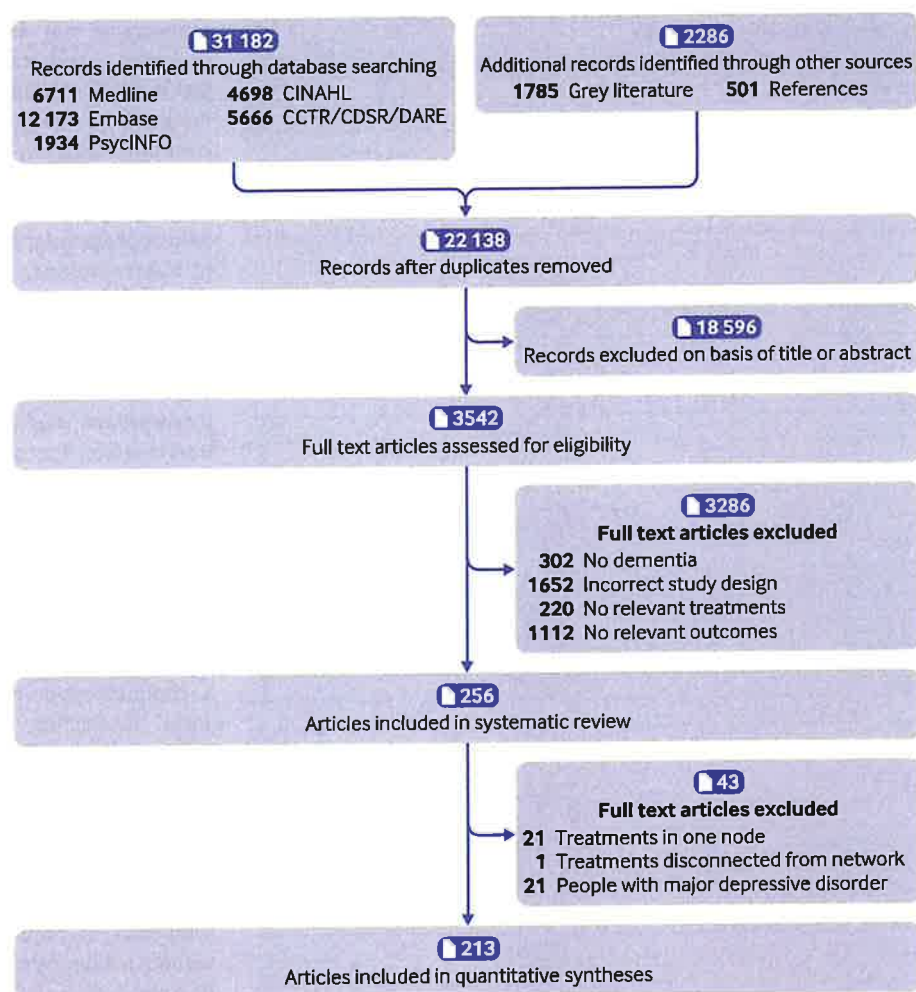 31 182
Records identified through database searching
6711 Medline 4698 CINAHL
12 173 Embase 5666 CCTR/CDSR/DARE
1934 PsycINFO
2286
Additional records identified through other sources
1785 Grey literature 501 References
22 138
Records after duplicates removed
18 596
Records excluded on basis of title or abstract
3542
Full text articles assessed for eligibility
3286
Full text articles excluded
302 No dementia
1652 Incorrect study design
220 No relevant treatments
1112 No relevant outcomes
256
Articles included in systematic review
43
Full text articles excluded
21 Treatments in one node
1 Treatments disconnected from network
21 People with major depressive disorder
213
Articles included in quantitative syntheses